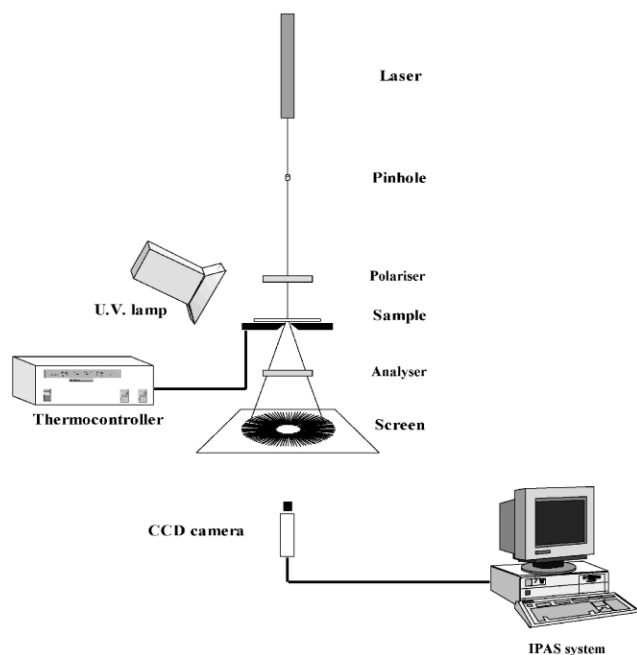 Laser
Pinhole
Polariser
U.V. lamp
Sample
Analyser
Thermocontroller
Screen
CCD camera
IPAS system